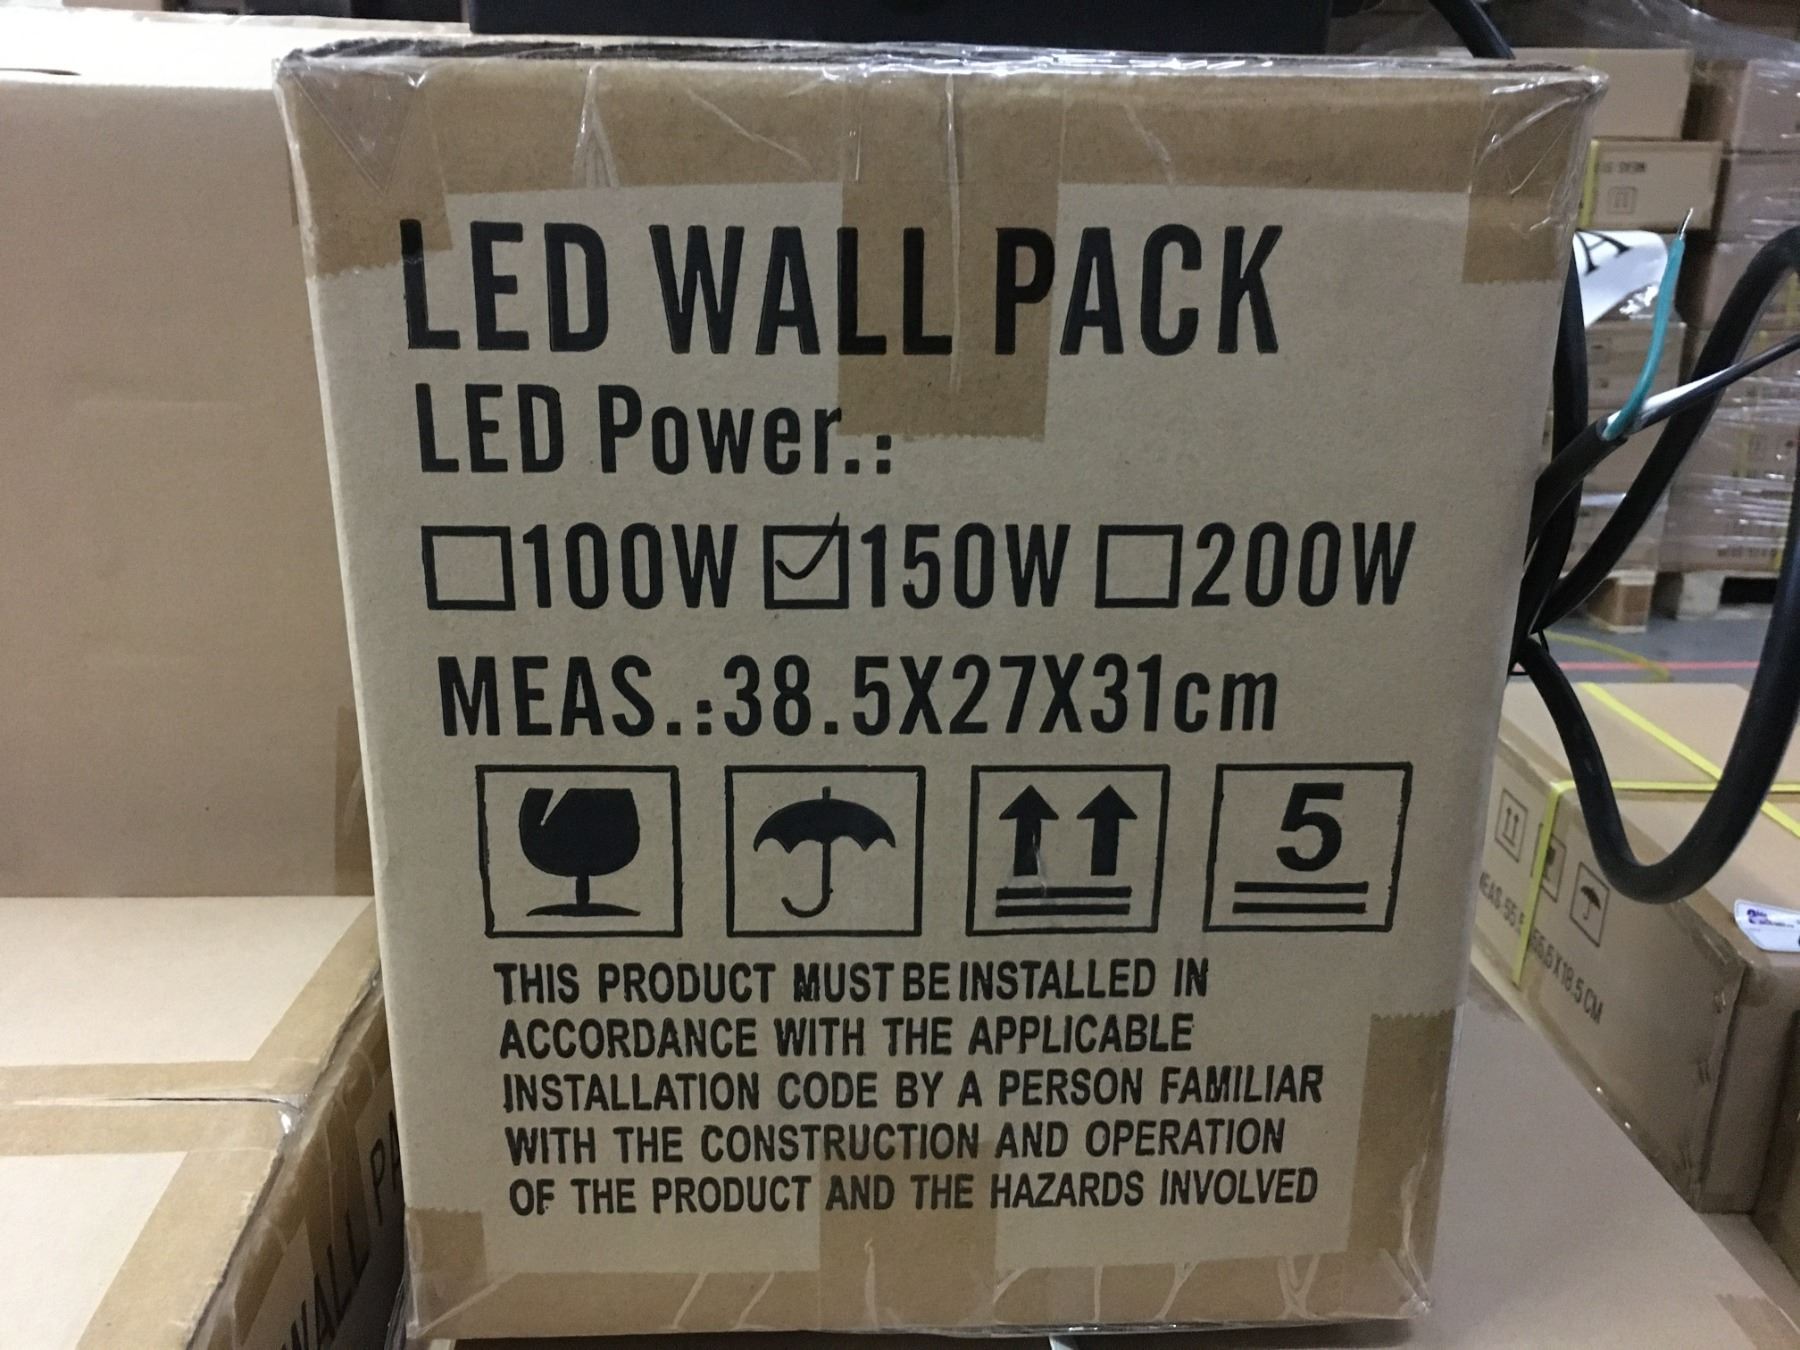 LED WALL PACK
LED Power.:
100W 150W 200W
MEAS.:38.5X27X31cm
5
THIS PRODUCT MUST BE INSTALLED IN
ACCORDANCE WITH THE APPLICABLE
INSTALLATION CODE BY A PERSON FAMILIAR
WITH THE CONSTRUCTION AND OPERATION
OF THE PRODUCT AND THE HAZARDS INVOLVED
WALL PA
A